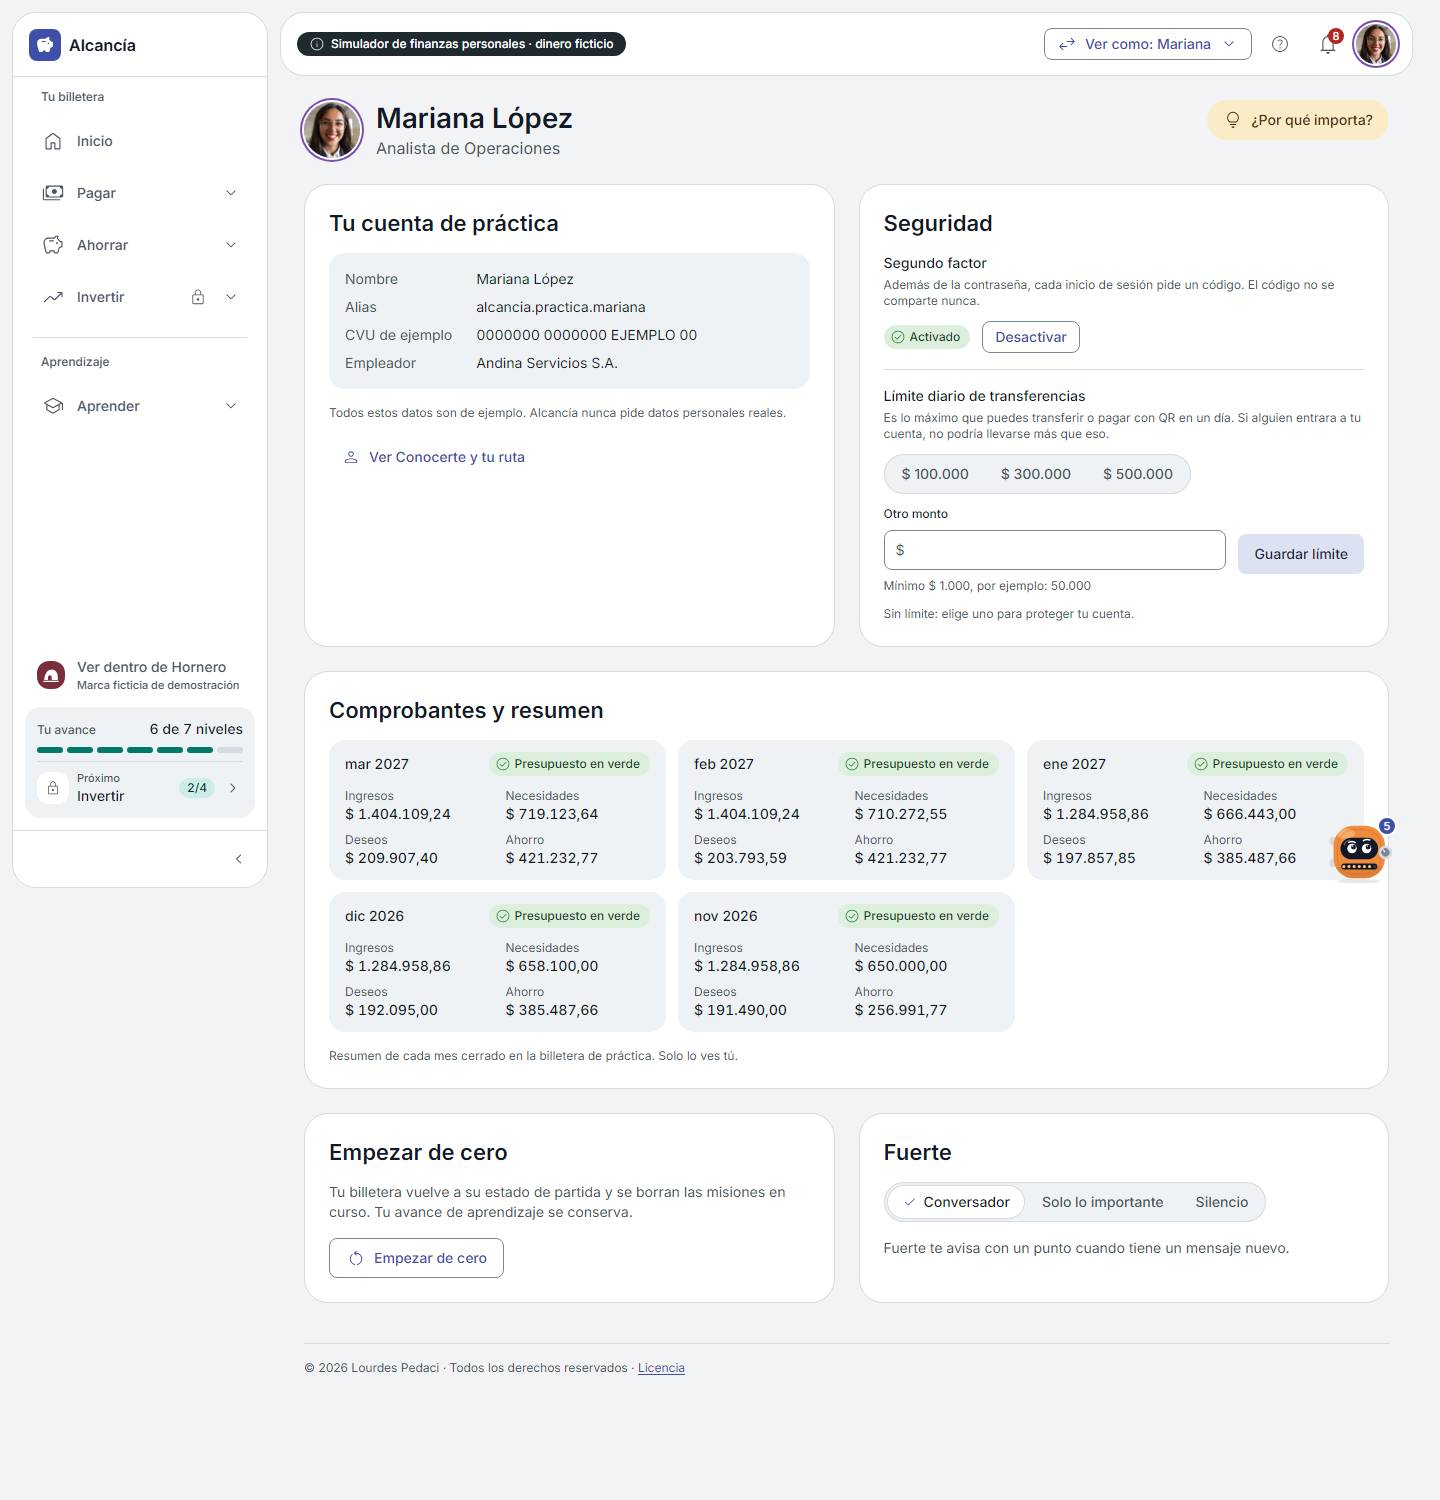 Alcancía
Simulador de finanzas personales · dinero ficticio
Ver como: Mariana
8
Tu billetera
Inicio
Pagar
Ahorrar
Invertir
Aprendizaje
Aprender
Ver dentro de Hornero
Marca ficticia de demostración
Tu avance
6 de 7 niveles
Próximo
Invertir
2/4
Mariana López
Analista de Operaciones
¿Por qué importa?
Tu cuenta de práctica
Nombre Mariana López
Alias alcancia.practica.mariana
CVU de ejemplo 0000000 0000000 EJEMPLO 00
Empleador Andina Servicios S.A.
Todos estos datos son de ejemplo. Alcancía nunca pide datos personales reales.
Ver Conocerte y tu ruta
Seguridad
Segundo factor
Además de la contraseña, cada inicio de sesión pide un código. El código no se
comparte nunca.
Activado
Desactivar
Límite diario de transferencias
Es lo máximo que puedes transferir o pagar con QR en un día. Si alguien entrara a tu
cuenta, no podría llevarse más que eso.
$ 100.000 $ 300.000 $ 500.000
Otro monto
$
Guardar límite
Mínimo $ 1.000, por ejemplo: 50.000
Sin límite: elige uno para proteger tu cuenta.
Comprobantes y resumen
mar 2027 Presupuesto en verde
Ingresos Necesidades
$ 1.404.109,24 $ 719.123,64
Deseos Ahorro
$ 209.907,40 $ 421.232,77
feb 2027 Presupuesto en verde
Ingresos Necesidades
$ 1.404.109,24 $ 710.272,55
Deseos Ahorro
$ 203.793,59 $ 421.232,77
ene 2027 Presupuesto en verde
Ingresos Necesidades
$ 1.284.958,86 $ 666.443,00
Deseos Ahorro
$ 197.857,85 $ 385.487,66
5
dic 2026 Presupuesto en verde
Ingresos Necesidades
$ 1.284.958,86 $ 658.100,00
Deseos Ahorro
$ 192.095,00 $ 385.487,66
nov 2026 Presupuesto en verde
Ingresos Necesidades
$ 1.284.958,86 $ 650.000,00
Deseos Ahorro
$ 191.490,00 $ 256.991,77
Resumen de cada mes cerrado en la billetera de práctica. Solo lo ves tú.
Empezar de cero
Tu billetera vuelve a su estado de partida y se borran las misiones en
curso. Tu avance de aprendizaje se conserva.
Empezar de cero
Fuerte
Conversador Solo lo importante Silencio
Fuerte te avisa con un punto cuando tiene un mensaje nuevo.
© 2026 Lourdes Pedaci · Todos los derechos reservados · Licencia